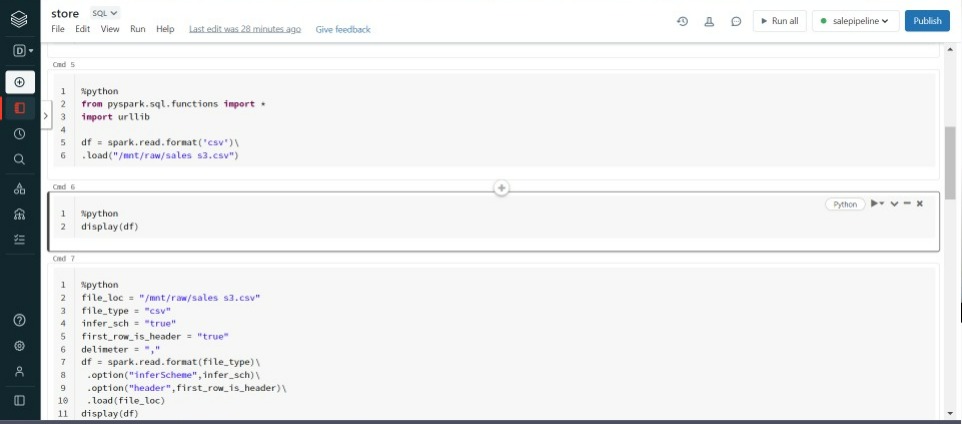 store SQL
File Edit View Run Help Last edit was 28 minutes ago Give feedback
Run all
salepipeline
Publish
D
Cmd 5
1 %python
2 from pyspark.sql.functions import *
3 import urllib
4
5 df = spark.read.format('csv')\
6 .load("/mnt/raw/sales s3.csv")
Cmd 6
Python
1 %python
2 display(df)
Cmd 7
1 %python
2 file_loc = "/mnt/raw/sales s3.csv"
3 file_type = "csv"
4 infer_sch = "true"
5 first_row_is_header = "true"
6 delimeter = ","
7 df = spark.read.format(file_type)\
8 .option("inferScheme",infer_sch)\
9 .option("header",first_row_is_header)\
10 .load(file_loc)
11 display(df)